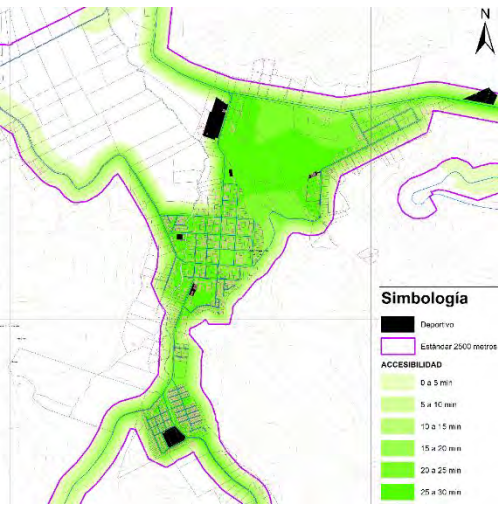 N
Simbología
Deportivo
Estándar 2500 metros
ACCESIBILIDAD
0 a 5 min
5 a 10 min
10 a 15 min
15 a 20 min
20 a 25 min
25 a 30 min